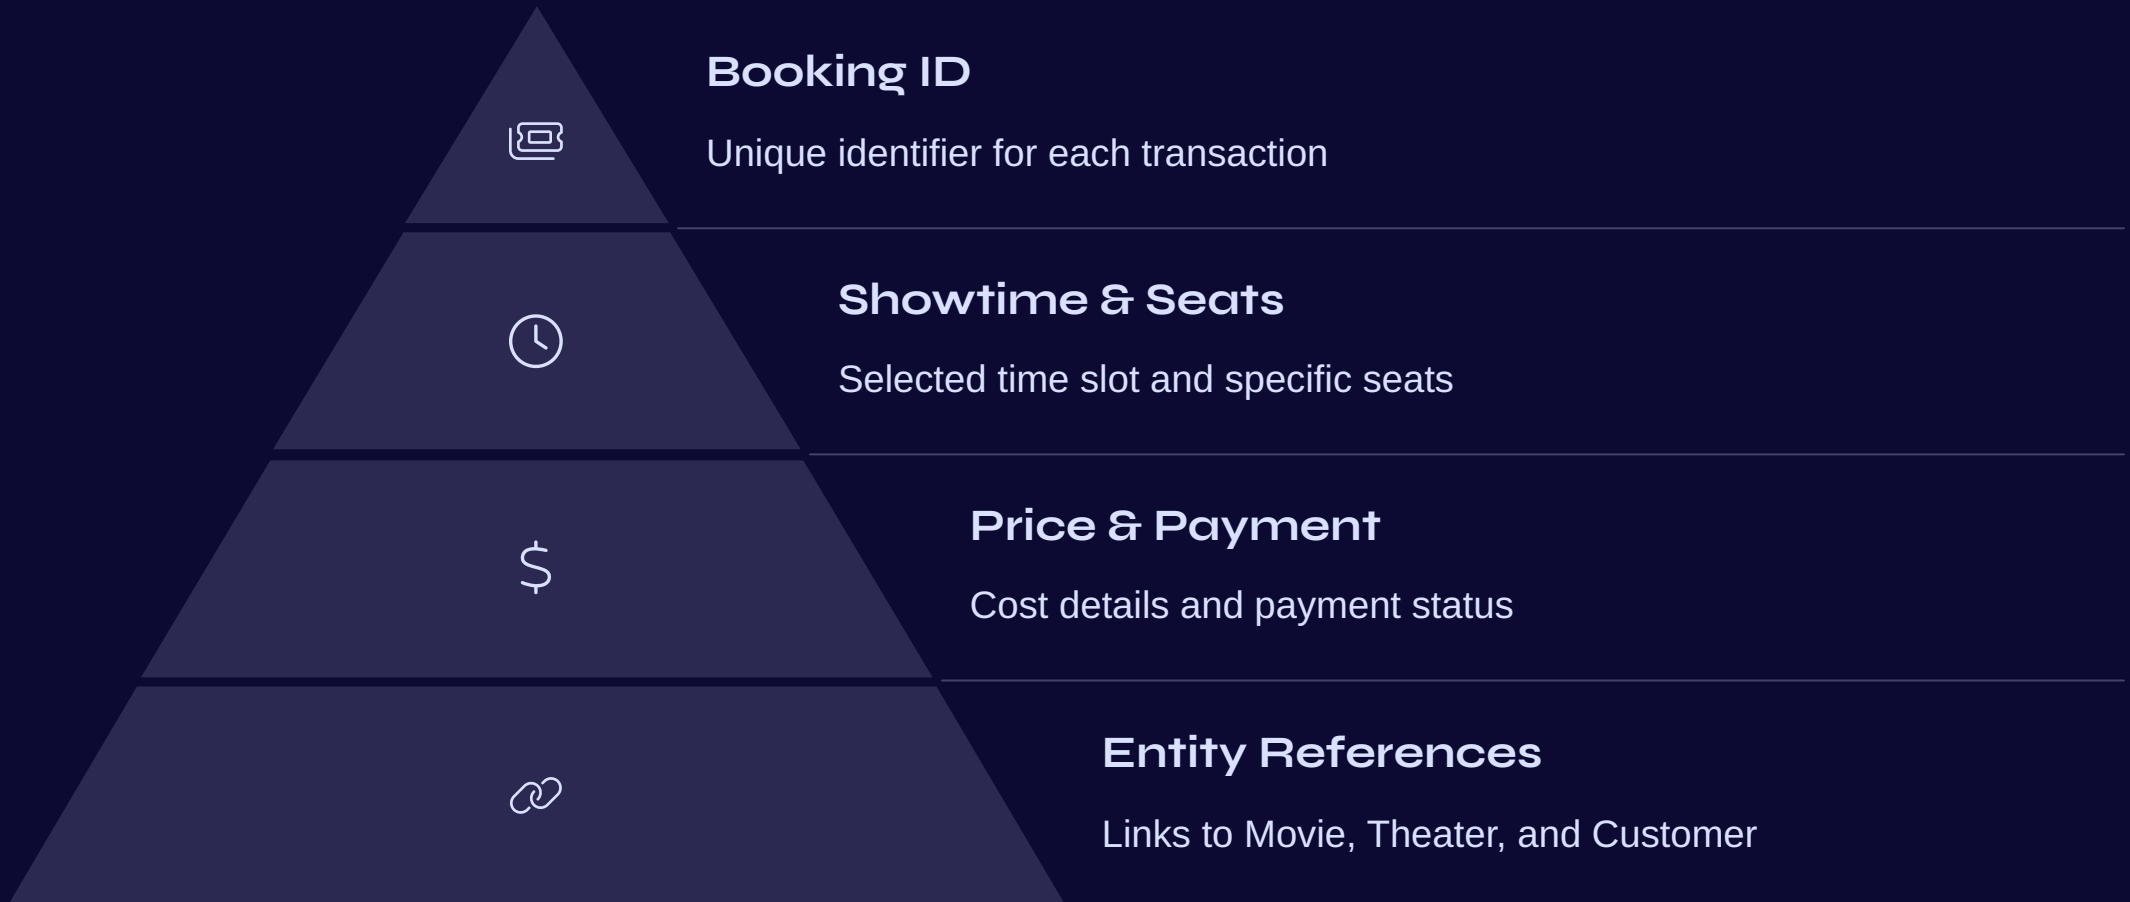 Booking ID
Unique identifier for each transaction
Showtime & Seats
Selected time slot and specific seats
Price & Payment
Cost details and payment status
Entity References
Links to Movie, Theater, and Customer